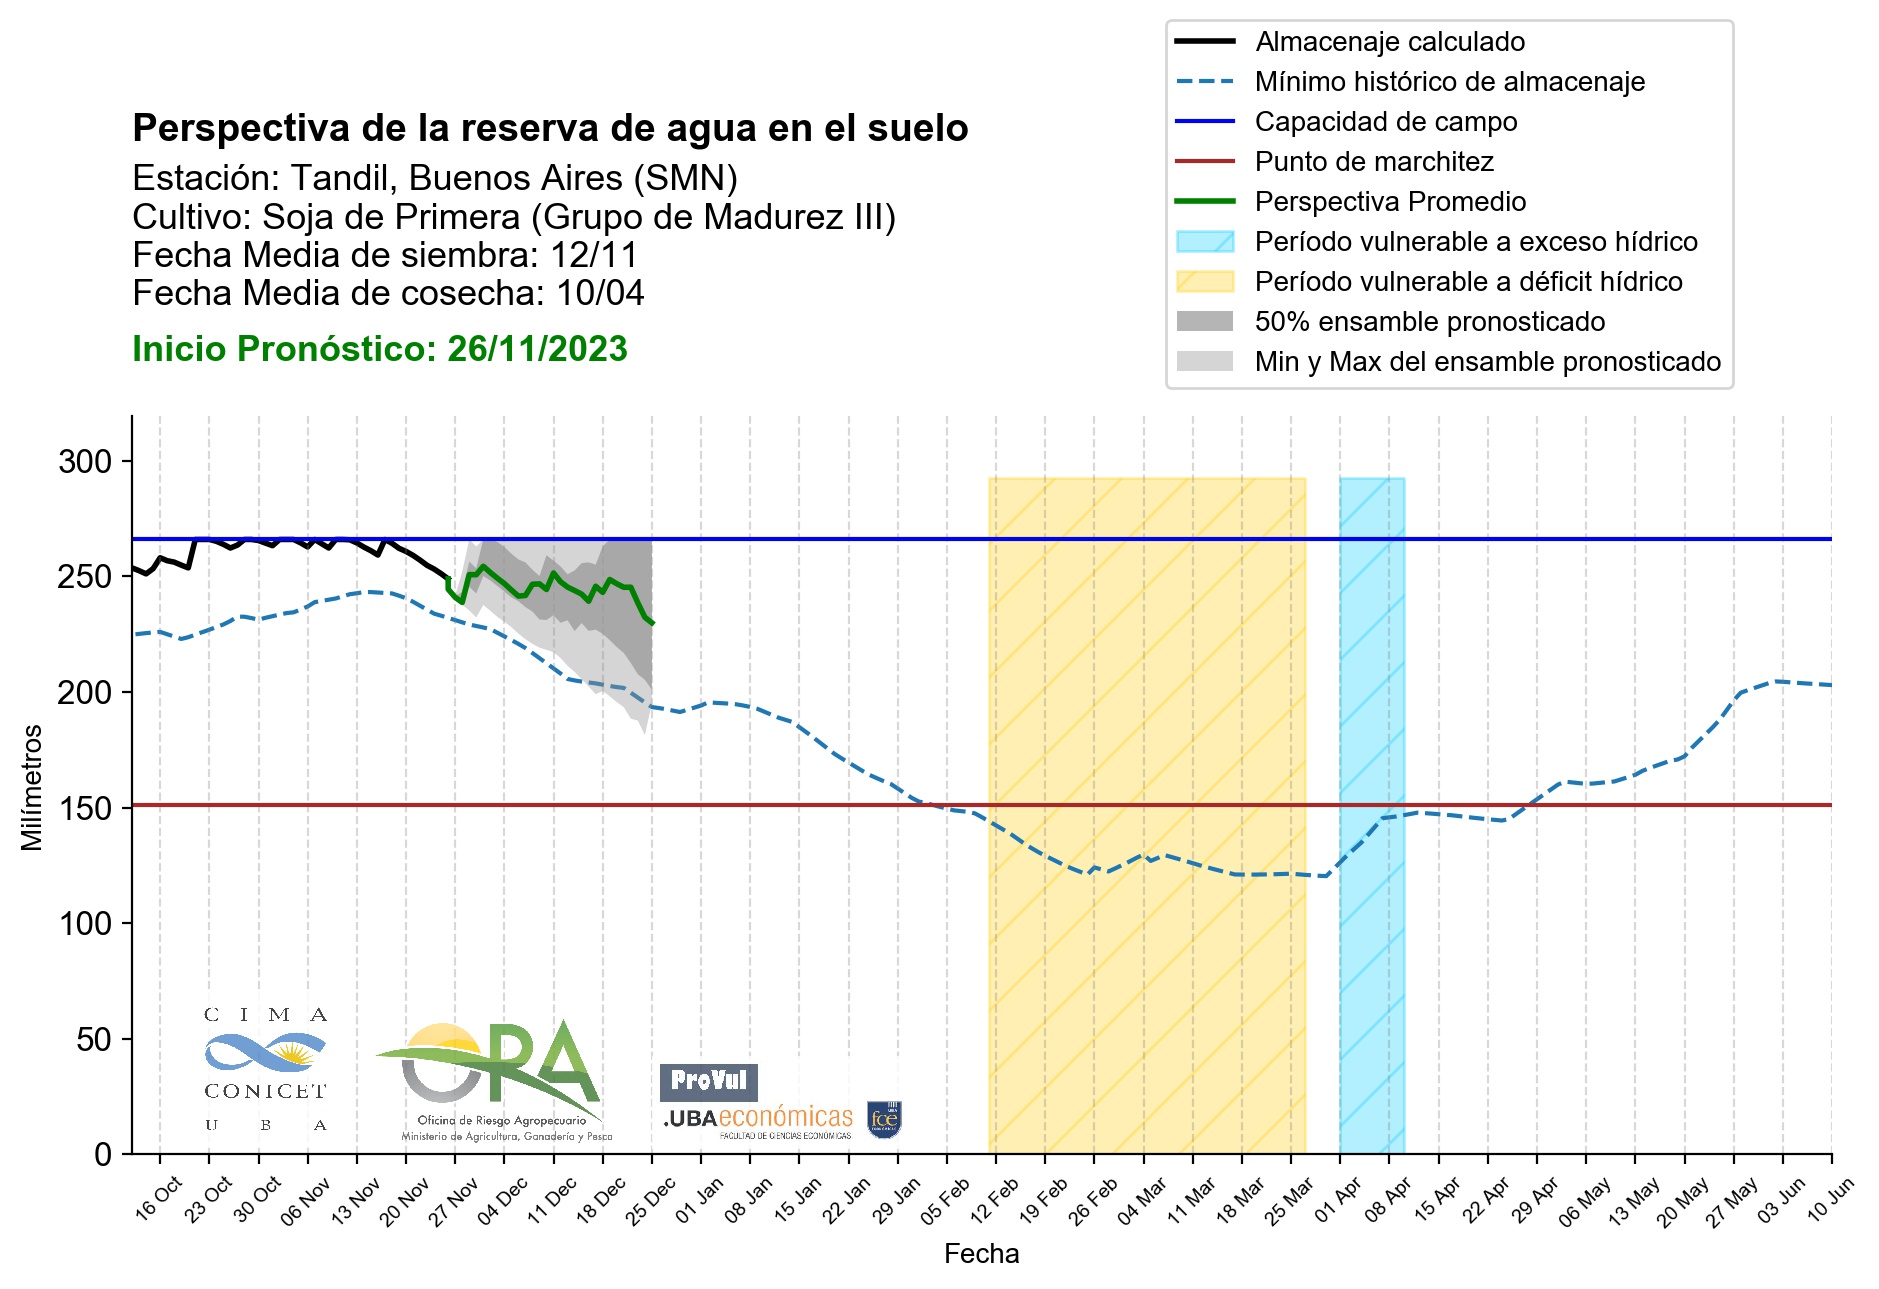 Almacenaje calculado
Mínimo histórico de almacenaje
Capacidad de campo
Punto de marchitez
Perspectiva Promedio
Período vulnerable a exceso hídrico
Período vulnerable a déficit hídrico
50% ensamble pronosticado
Min y Max del ensamble pronosticado
Perspectiva de la reserva de agua en el suelo
Estación: Tandil, Buenos Aires (SMN)
Cultivo: Soja de Primera (Grupo de Madurez III)
Fecha Media de siembra: 12/11
Fecha Media de cosecha: 10/04
Inicio Pronóstico: 26/11/2023
Milímetros
300
250
200
150
100
50
0
CIMA
CONICET
UBA
ORA
Oficina de Riesgo Agropecuario
Ministerio de Agricultura, Ganadería y Pesca
ProVul
.UBAeconómicas
FACULTAD DE CIENCIAS ECONÓMICAS
fce
16 Oct
23 Oct
30 Oct
06 Nov
13 Nov
20 Nov
27 Nov
04 Dec
11 Dec
18 Dec
25 Dec
01 Jan
08 Jan
15 Jan
22 Jan
29 Jan
05 Feb
12 Feb
19 Feb
26 Feb
04 Mar
11 Mar
18 Mar
25 Mar
01 Apr
08 Apr
15 Apr
22 Apr
29 Apr
06 May
13 May
20 May
27 May
03 Jun
10 Jun
Fecha